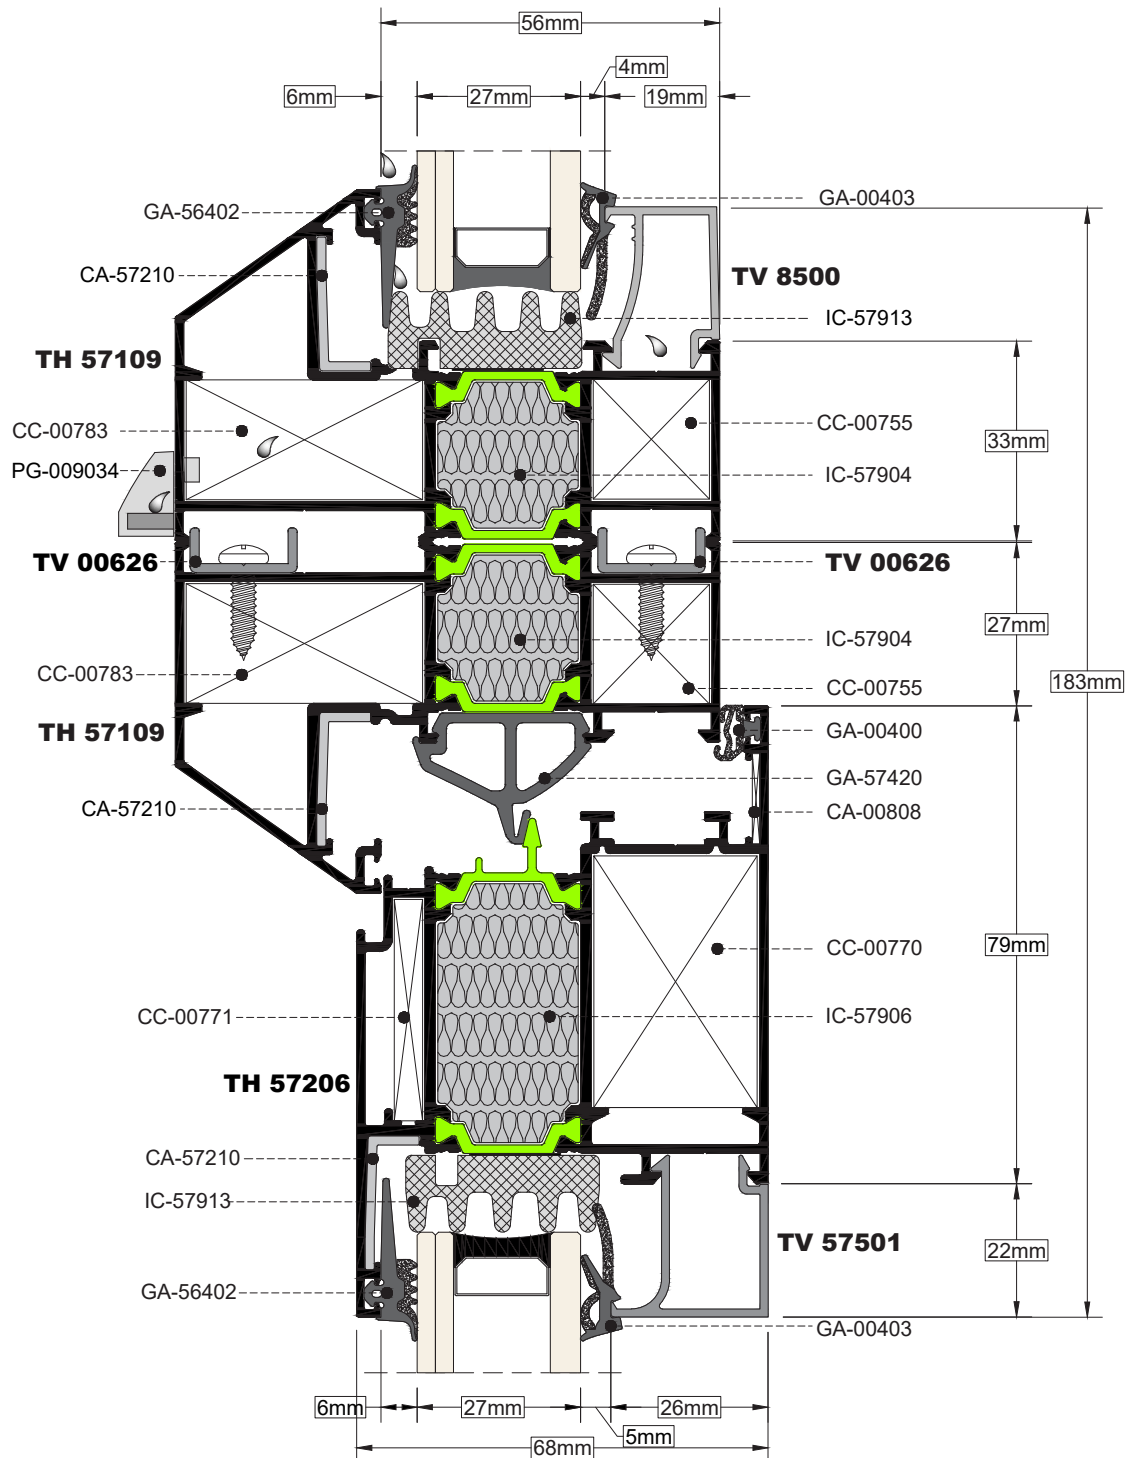 56mm
4mm
6mm
27mm
19mm
GA-56402
GA-00403
CA-57210
TV 8500
IC-57913
TH 57109
CC-00783
CC-00755
33mm
PG-009034
IC-57904
TV 00626
TV 00626
27mm
IC-57904
CC-00783
CC-00755
183mm
TH 57109
GA-00400
GA-57420
CA-57210
CA-00808
CC-00770
79mm
CC-00771
IC-57906
TH 57206
CA-57210
IC-57913
TV 57501
22mm
GA-56402
GA-00403
6mm
27mm
26mm
5mm
68mm